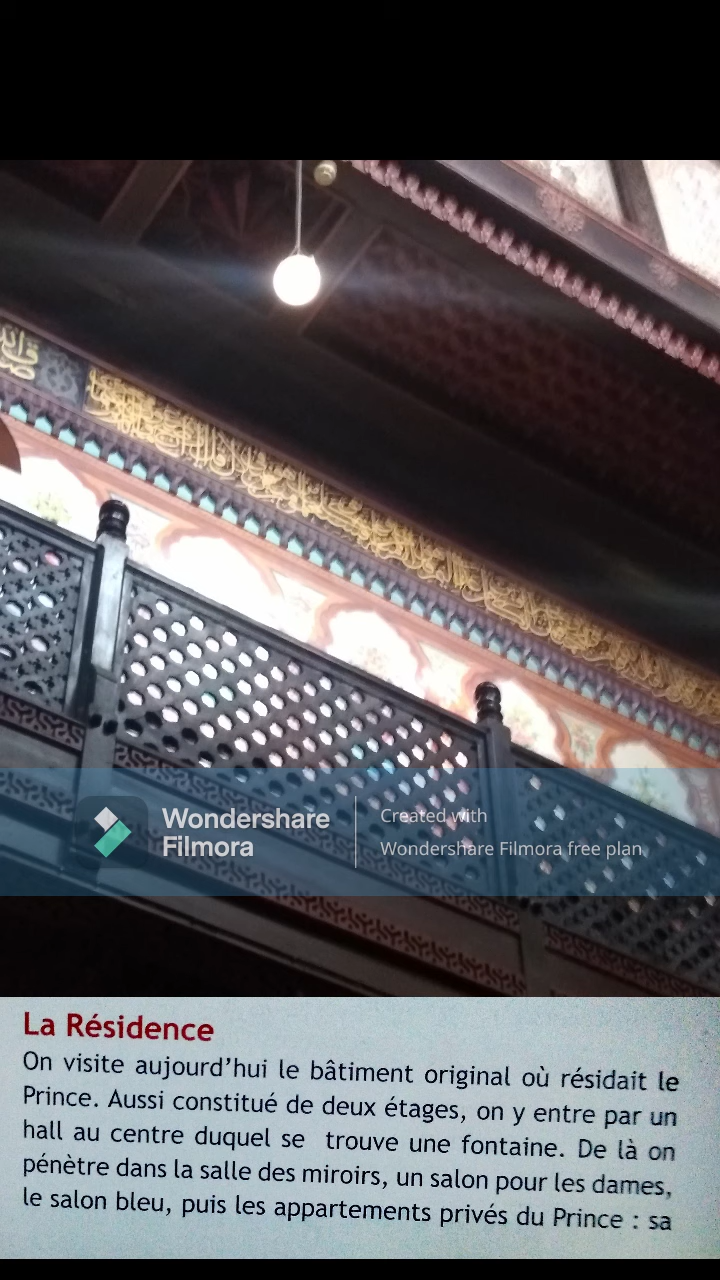 Wondershare
Filmora
Created with
Wondershare Filmora free plan
La Résidence
On visite aujourd'hui le bâtiment original où résidait le
Prince. Aussi constitué de deux étages, on y entre par un
hall au centre duquel se trouve une fontaine. De là on
pénètre dans la salle des miroirs, un salon pour les dames,
le salon bleu, puis les appartements privés du Prince : sa